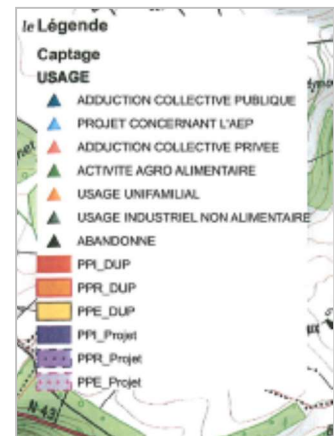 le Légende
Captage
USAGE
ADDUCTION COLLECTIVE PUBLIQUE
PROJET CONCERNANT L'AEP
ADDUCTION COLLECTIVE PRIVEE
ACTIVITE AGRO ALIMENTAIRE
USAGE UNIFAMILIAL
USAGE INDUSTRIEL NON ALIMENTAIRE
ABANDONNE
PPI_DUP
PPR_DUP
PPE_DUP
PPI_Projet
PPR_Projet
PPE_Projet